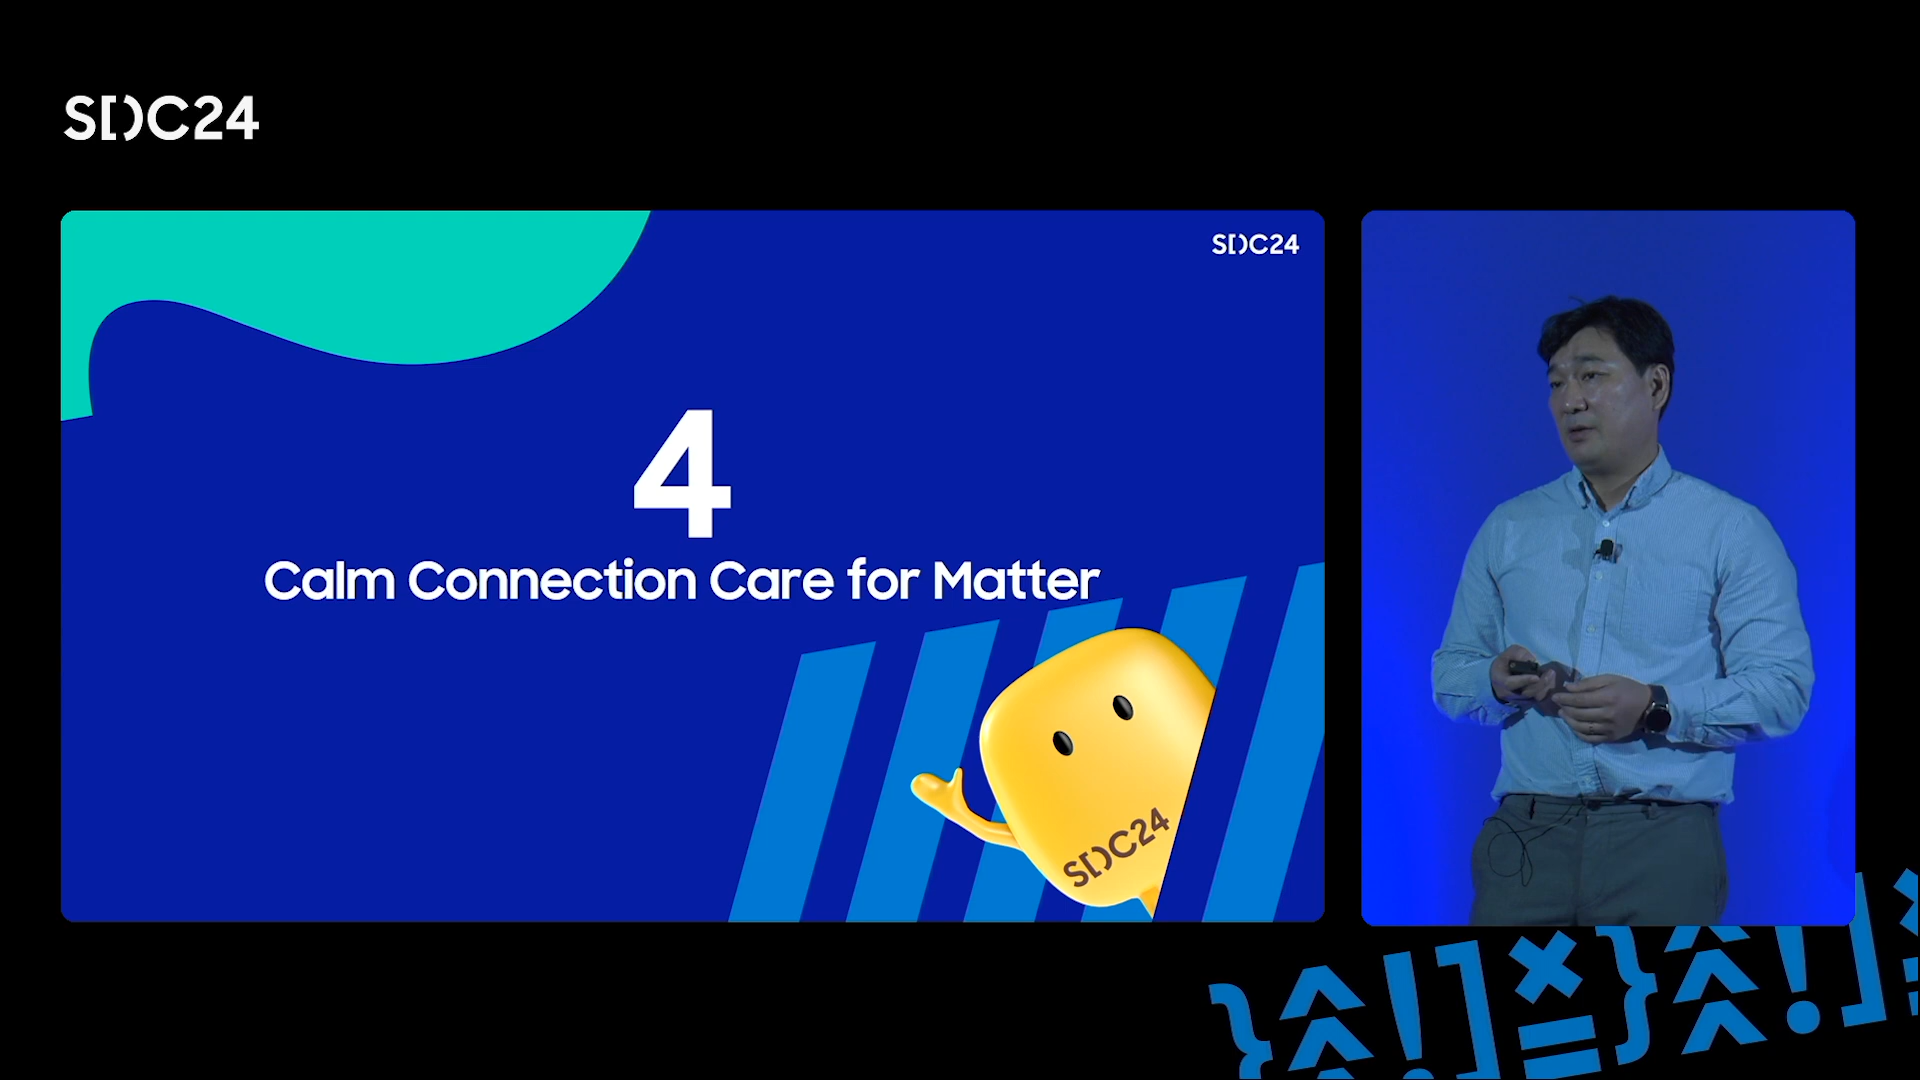 SDC24
SDC24
4
Calm Connection Care for Matter
SDC24